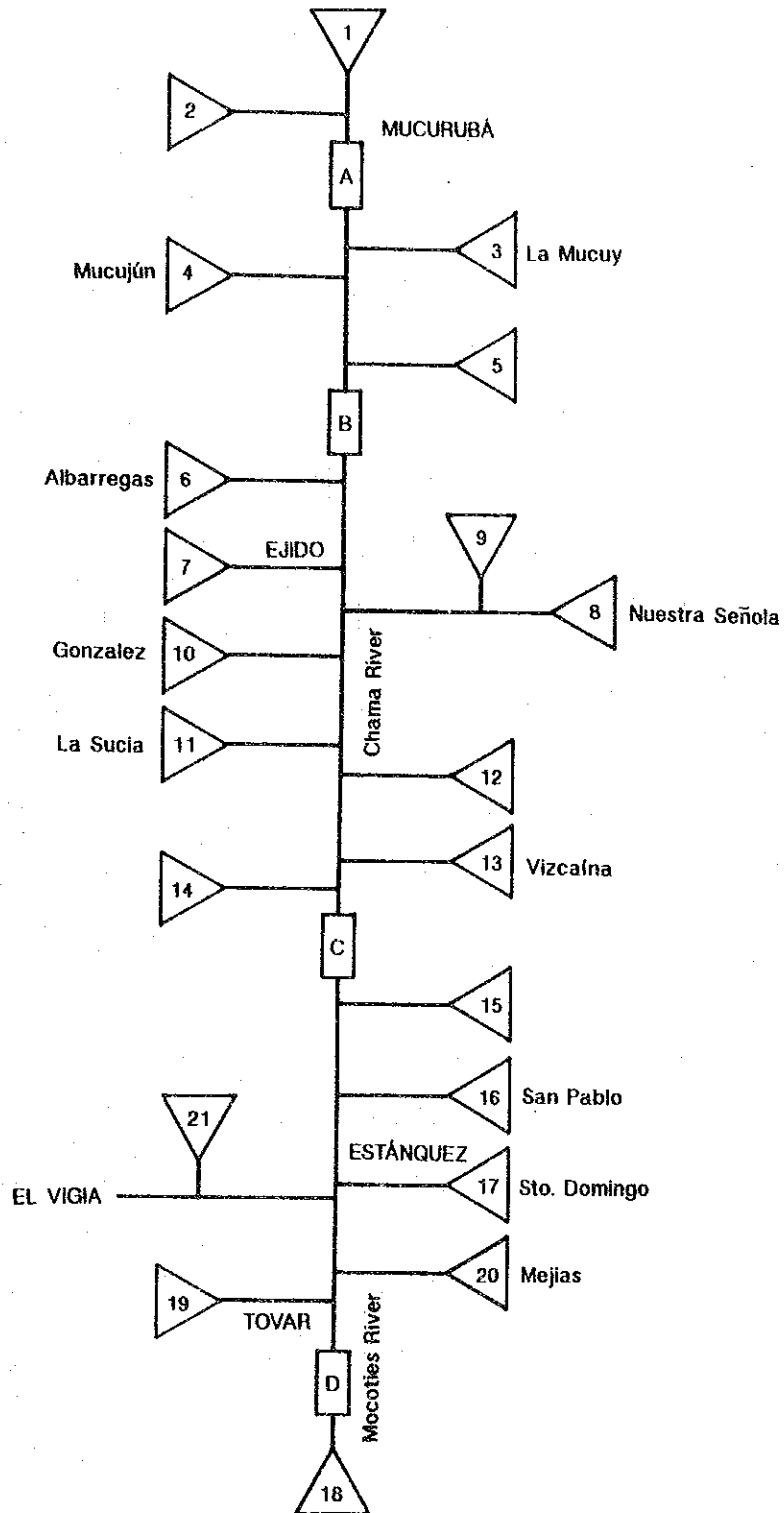 1
2
MUCURUBÁ
A
3 La Mucuy
Mucujún 4
5
B
Albarregas 6
9
EJIDO
7
8 Nuestra Señola
Gonzalez 10
Chama River
La Sucia 11
12
13 Vizcaína
14
C
15
16 San Pablo
21
ESTÁNQUEZ
17 Sto. Domingo
EL VIGIA
20 Mejias
19
TOVAR
Mocoties River
D
18